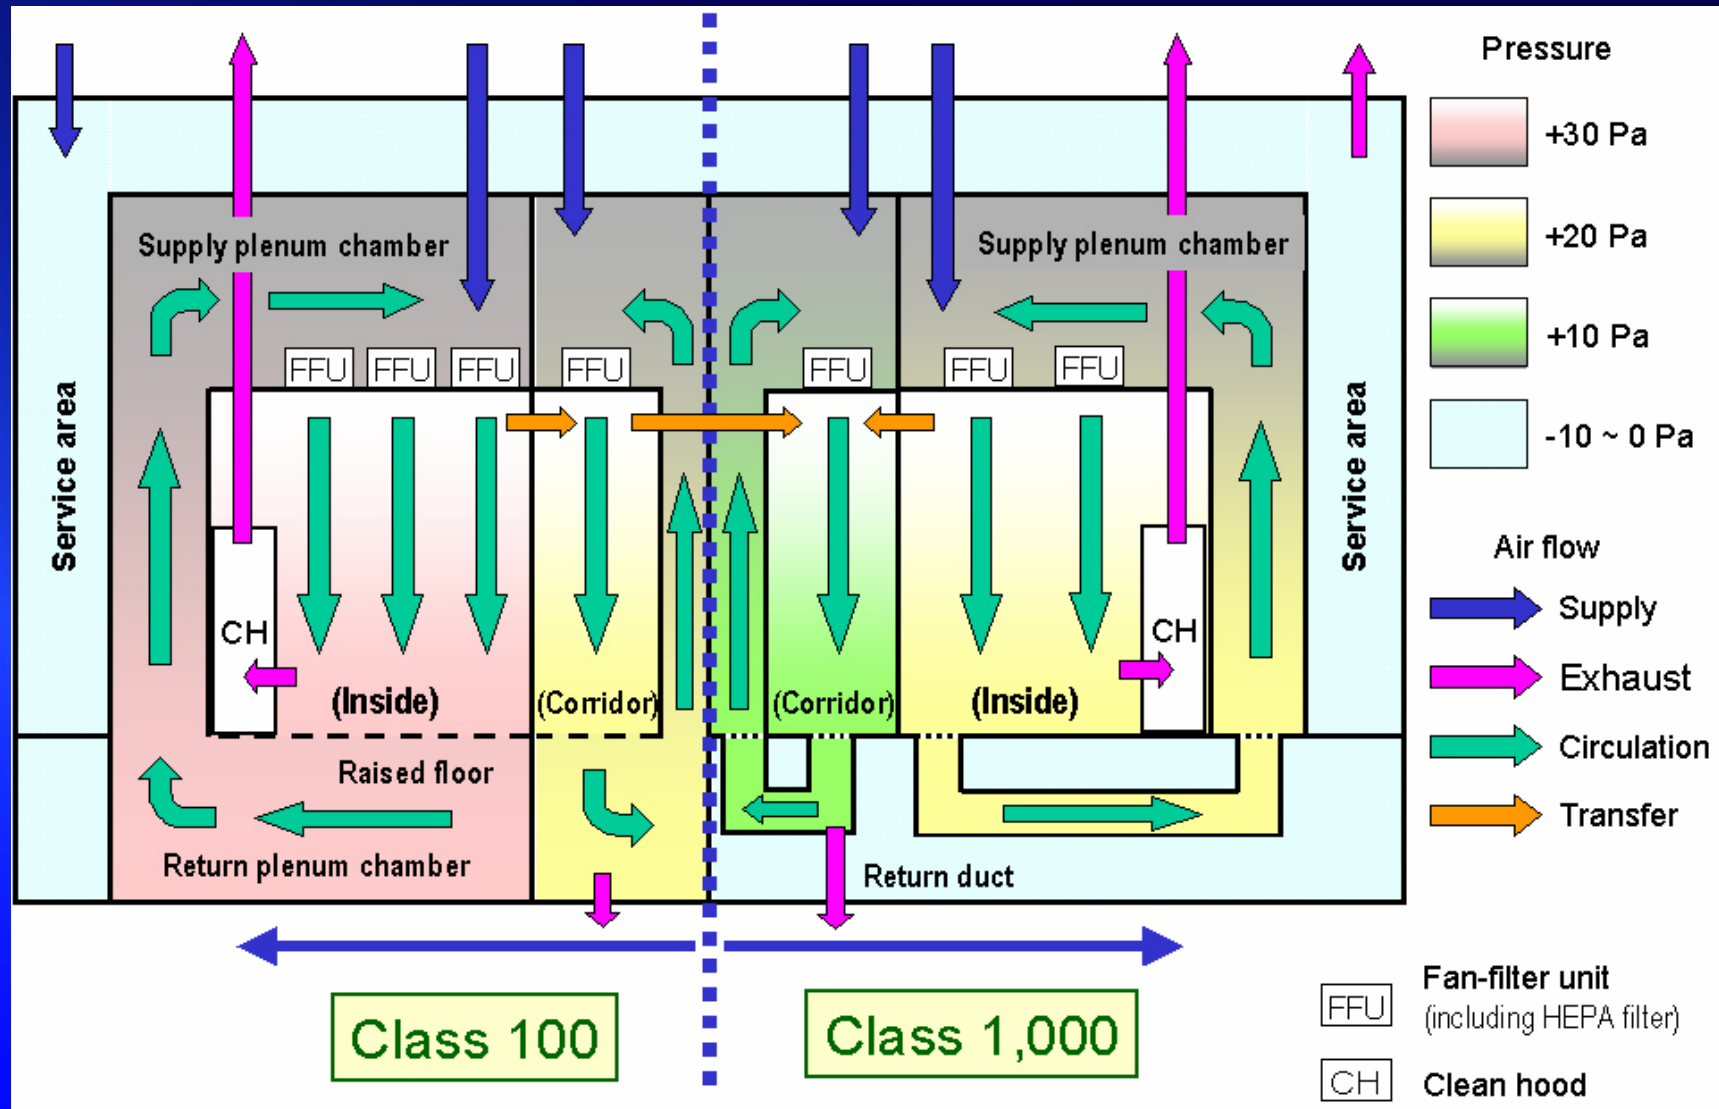 Pressure
+30 Pa
+20 Pa
+10 Pa
-10 ~ 0 Pa
Air flow
Supply
Exhaust
Circulation
Transfer
Supply plenum chamber
Supply plenum chamber
FFU
FFU
FFU
FFU
FFU
FFU
FFU
Service area
Service area
CH
CH
(Inside)
(Corridor)
(Corridor)
(Inside)
Raised floor
Return plenum chamber
Return duct
Class 100
Class 1,000
FFU
Fan-filter unit
(including HEPA filter)
CH
Clean hood